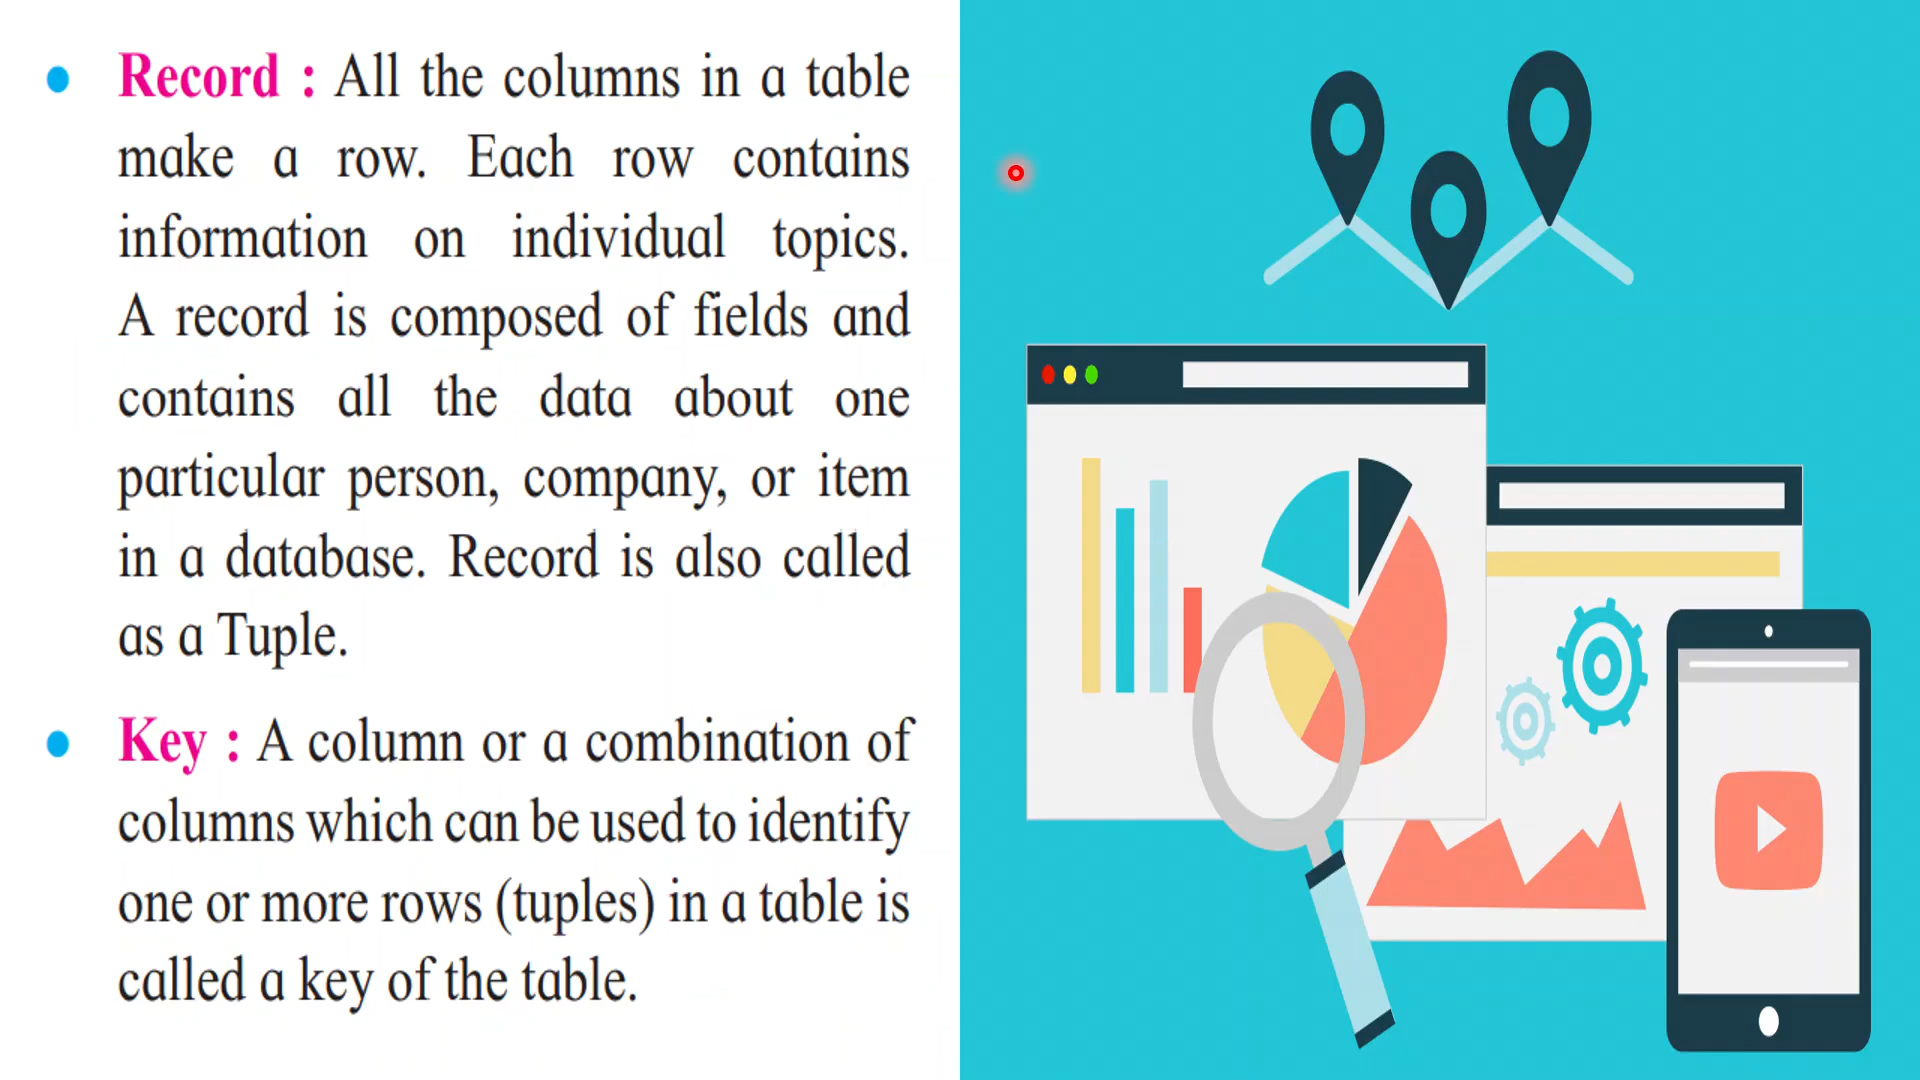 Record : All the columns in a table
make a row. Each row contains
information on individual topics.
A record is composed of fields and
contains all the data about one
particular person, company, or item
in a database. Record is also called
as a Tuple.
Key : A column or a combination of
columns which can be used to identify
one or more rows (tuples) in a table is
called a key of the table.